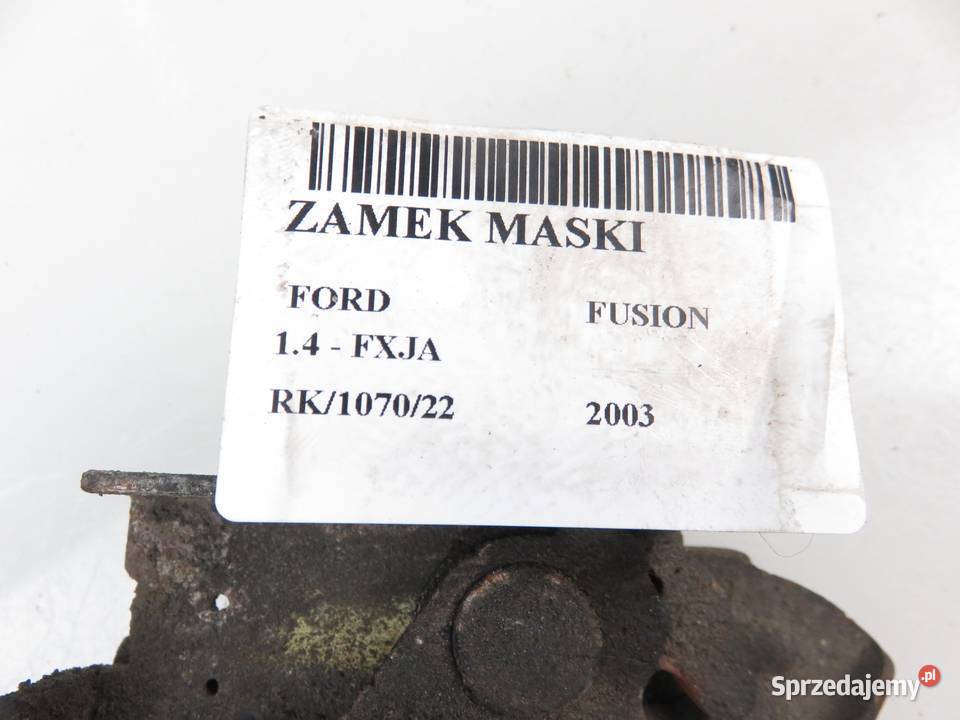 ZAMEK MASKI
FORD FUSION
1.4 - FXJA
RK/1070/22 2003
Sprzedajemy.pl